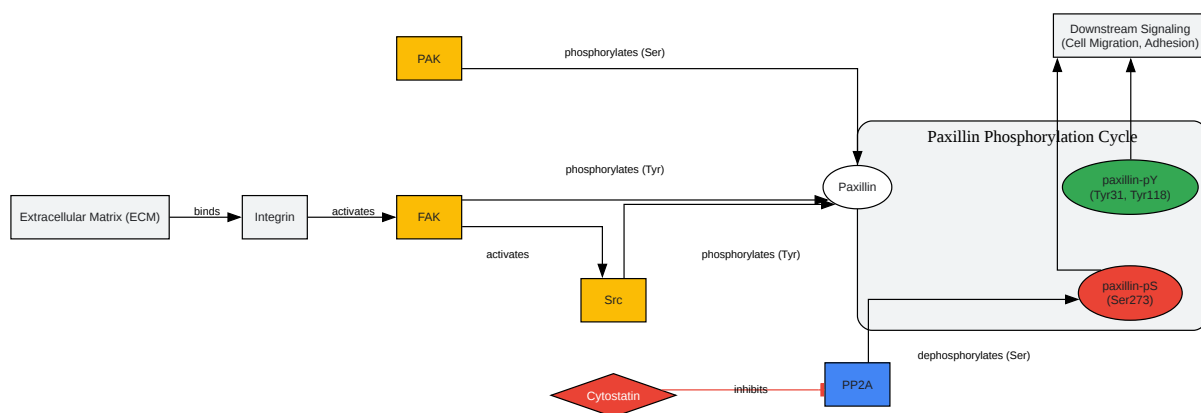 Downstream Signaling
(Cell Migration, Adhesion)
PAK
phosphorylates (Ser)
Paxillin Phosphorylation Cycle
phosphorylates (Tyr)
Paxillin
paxillin-pY
(Tyr31, Tyr118)
Extracellular Matrix (ECM)
binds
Integrin
activates
FAK
activates
phosphorylates (Tyr)
Src
paxillin-pS
(Ser273)
dephosphorylates (Ser)
Cytostatin
inhibits
PP2A